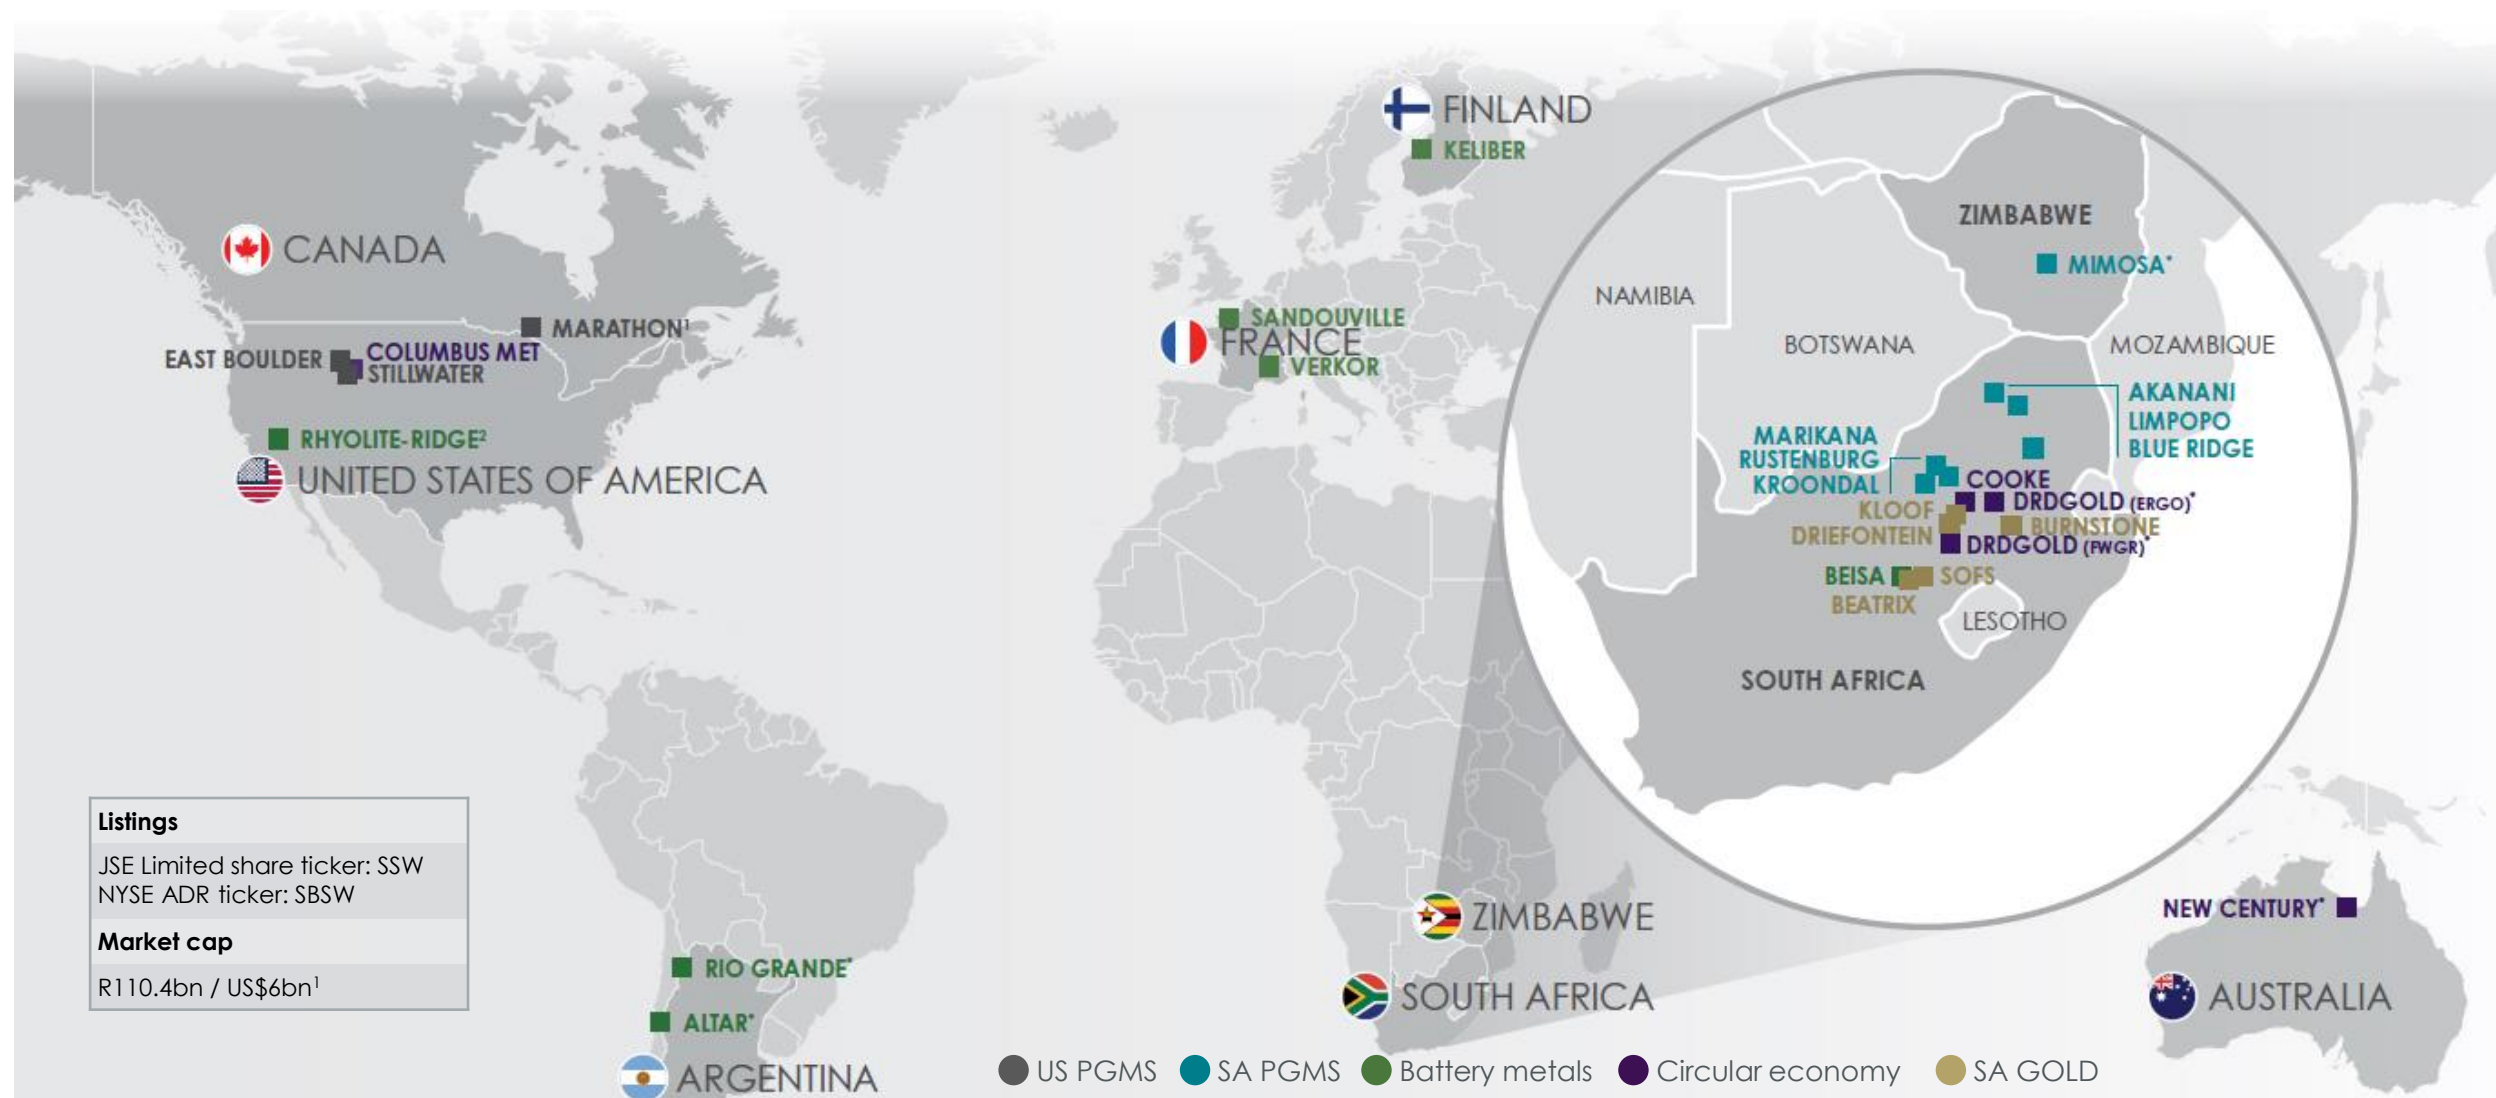 FINLAND
KELIBER
CANADA
MARATHON¹
EAST BOULDER
COLUMBUS MET
STILLWATER
RHYOLITE-RIDGE²
UNITED STATES OF AMERICA
SANDOUVILLE
FRANCE
VERKOR
ZIMBABWE
MIMOSA*
NAMIBIA
BOTSWANA
MOZAMBIQUE
AKANANI
LIMPOPO
BLUE RIDGE
MARIKANA
RUSTENBURG
KROONDAL
COOKE
DRDGOLD (ERGO)*
KLOOF
BURNSTONE
DRIEFONTEIN
DRDGOLD (FWGR)*
BEISA
SOFS
BEATRIX
LESOTHO
SOUTH AFRICA
Listings
JSE Limited share ticker: SSW
NYSE ADR ticker: SBSW
Market cap
R110.4bn / US$6bn¹
RIO GRANDE*
ALTAR*
ARGENTINA
ZIMBABWE
SOUTH AFRICA
NEW CENTURY*
AUSTRALIA
US PGMS
SA PGMS
Battery metals
Circular economy
SA GOLD